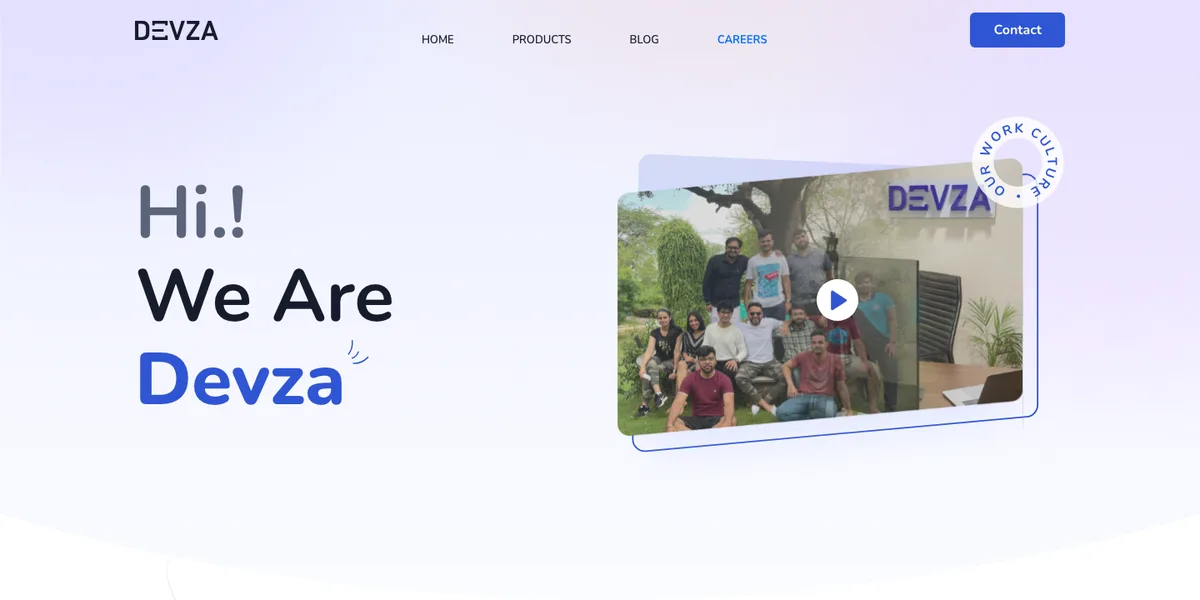 DEVZA
HOME
PRODUCTS
BLOG
CAREERS
Contact
OUR WORK CULTURE •
Hi.!
We Are
Devza
DEVZA